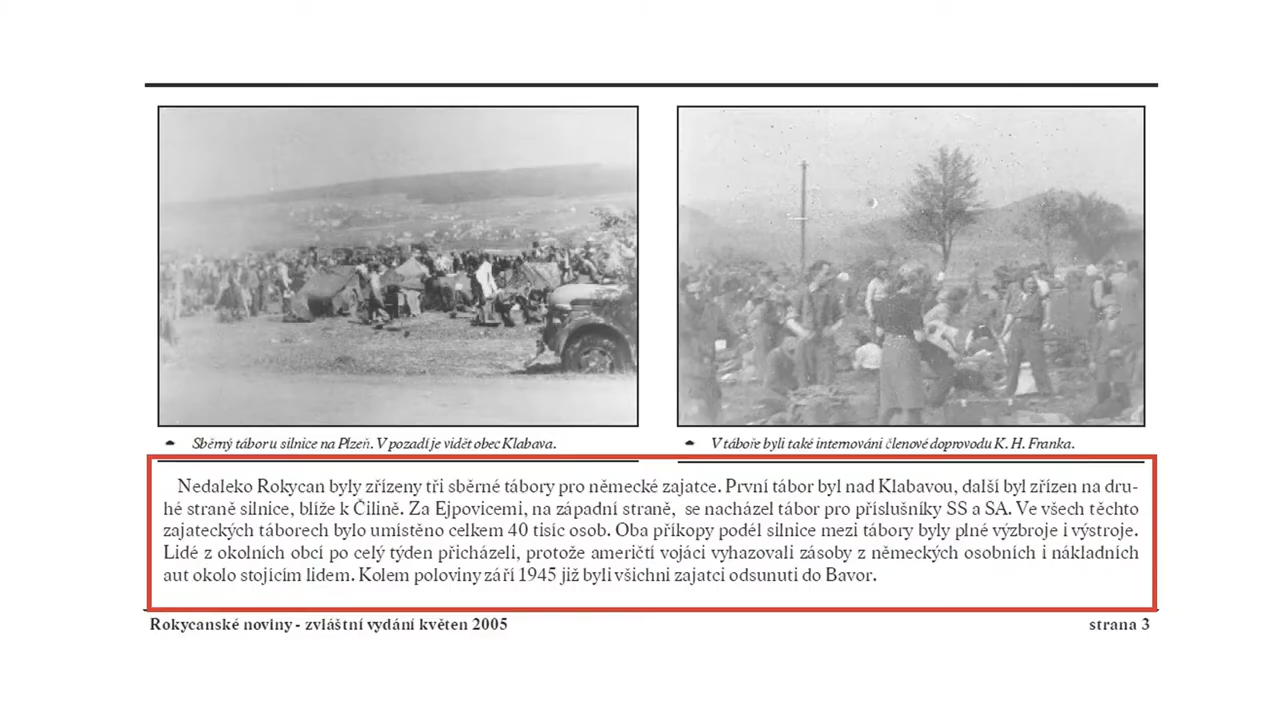 Sběrný tábor u silnice na Plzeň. V pozadí je vidět obec Klabava.
V táboře byli také internováni členové doprovodu K. H. Franka.
Nedaleko Rokycan byly zřízeny tři sběrné tábory pro německé zajatce. První tábor byl nad Klabavou, další byl zřízen na dru-
hé straně silnice, blíže k Čilině. Za Ejpovicemi, na západní straně, se nacházel tábor pro příslušníky SS a SA. Ve všech těchto
zajateckých táborech bylo umístěno celkem 40 tisíc osob. Oba příkopy podél silnice mezi tábory byly plné výzbroje i výstroje.
Lidé z okolních obcí po celý týden přicházeli, protože američtí vojáci vyhazovali zásoby z německých osobních i nákladních
aut okolo stojícím lidem. Kolem poloviny září 1945 již byli všichni zajatci odsunuti do Bavor.
Rokycanské noviny - zvláštní vydání květen 2005
strana 3